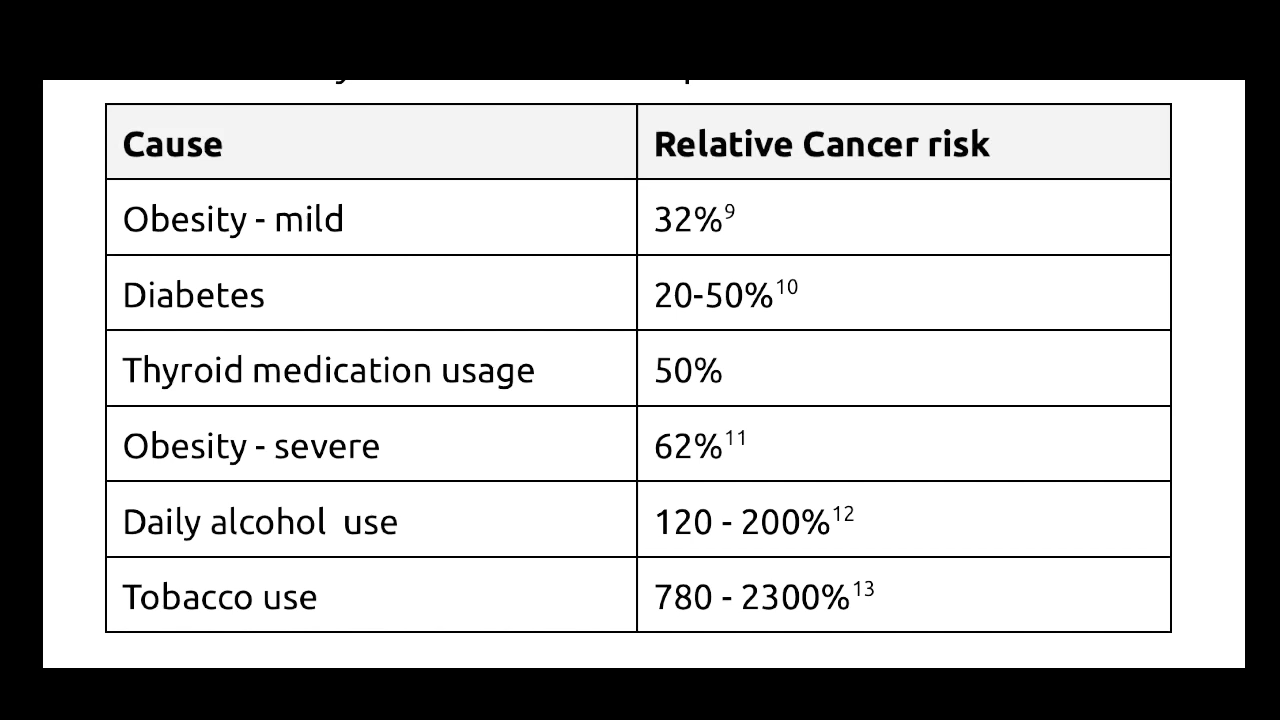 Cause Relative Cancer risk
Obesity - mild 32%⁹
Diabetes 20-50%¹⁰
Thyroid medication usage 50%
Obesity - severe 62%¹¹
Daily alcohol  use 120 - 200%¹²
Tobacco use 780 - 2300%¹³